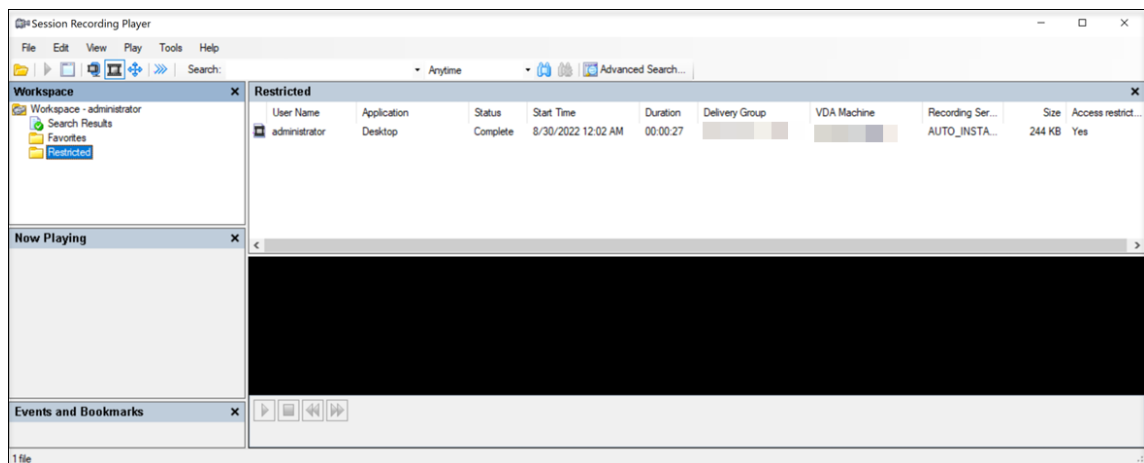 Session Recording Player
File Edit View Play Tools Help
Search: Anytime Advanced Search...
Workspace
Workspace - administrator
Search Results
Favorites
Restricted
Restricted
User Name Application Status Start Time Duration Delivery Group VDA Machine Recording Ser... Size Access restrict...
administrator Desktop Complete 8/30/2022 12:02 AM 00:00:27 AUTO_INSTA... 244 KB Yes
Now Playing
Events and Bookmarks
1 file